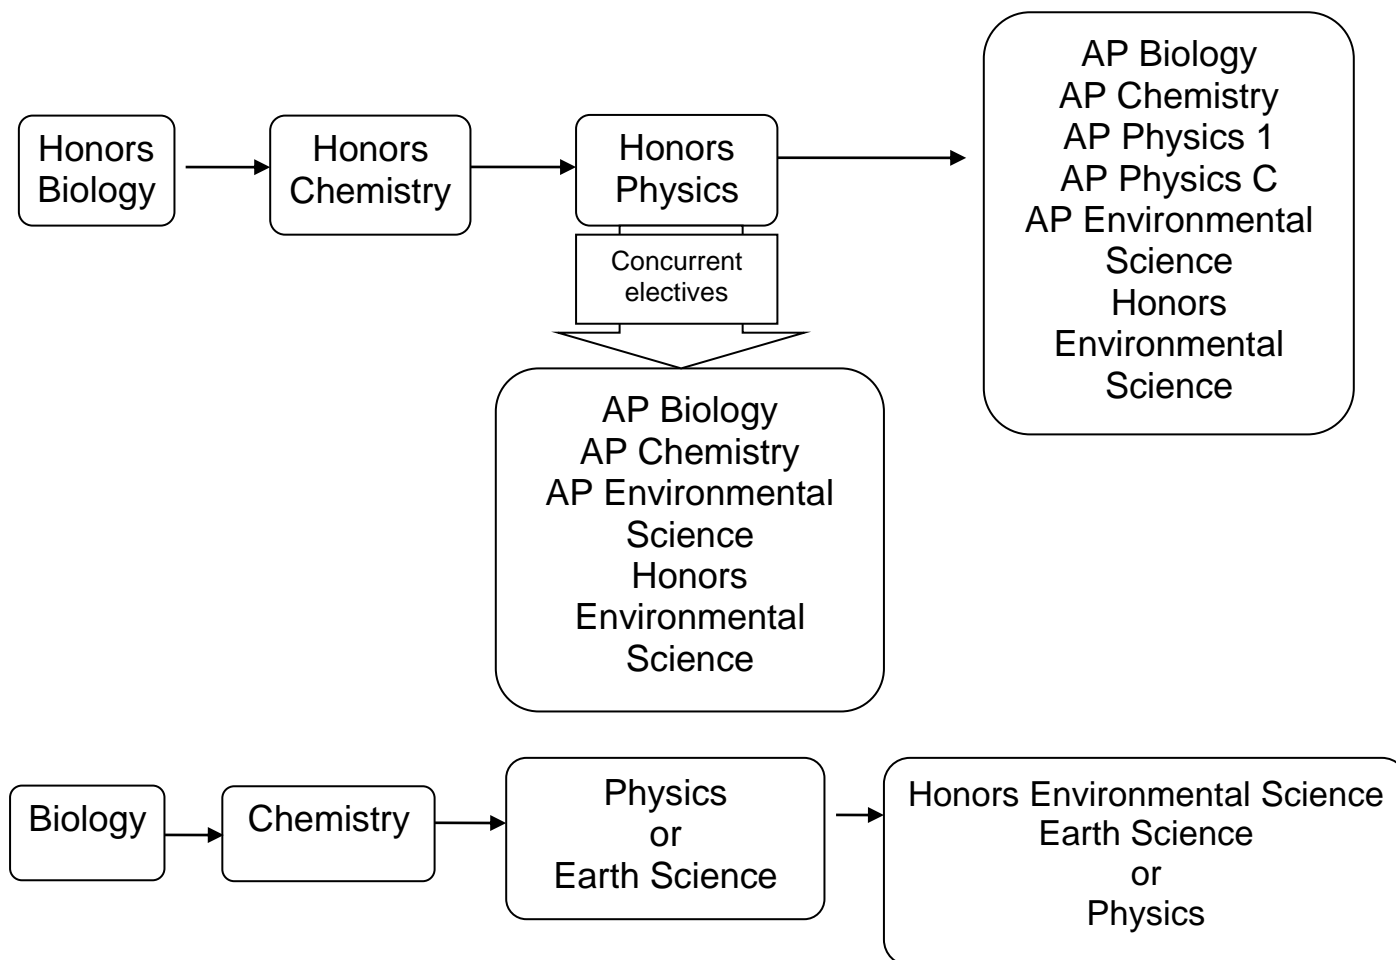 Honors
Biology
Honors
Chemistry
Honors
Physics
AP Biology
AP Chemistry
AP Physics 1
AP Physics C
AP Environmental
Science
Honors
Environmental
Science
Concurrent
electives
AP Biology
AP Chemistry
AP Environmental
Science
Honors
Environmental
Science
Biology
Chemistry
Physics
or
Earth Science
Honors Environmental Science
Earth Science
or
Physics